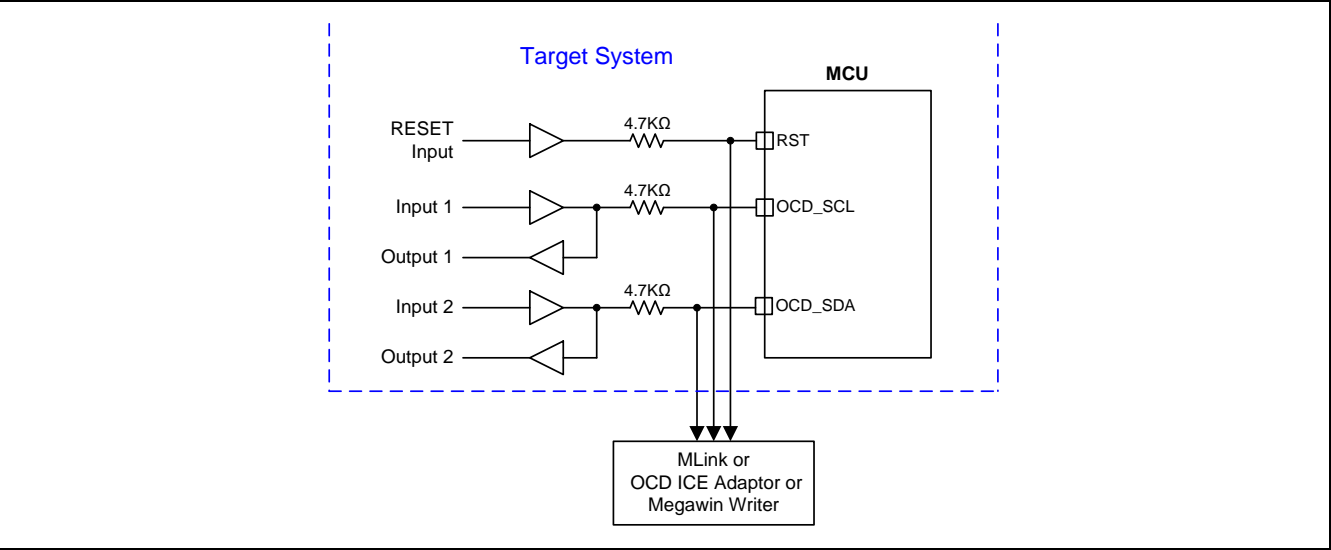 Target System
MCU
RESET
Input
4.7KΩ
RST
Input 1
4.7KΩ
OCD_SCL
Output 1
Input 2
4.7KΩ
OCD_SDA
Output 2
MLink or
OCD ICE Adaptor or
Megawin Writer